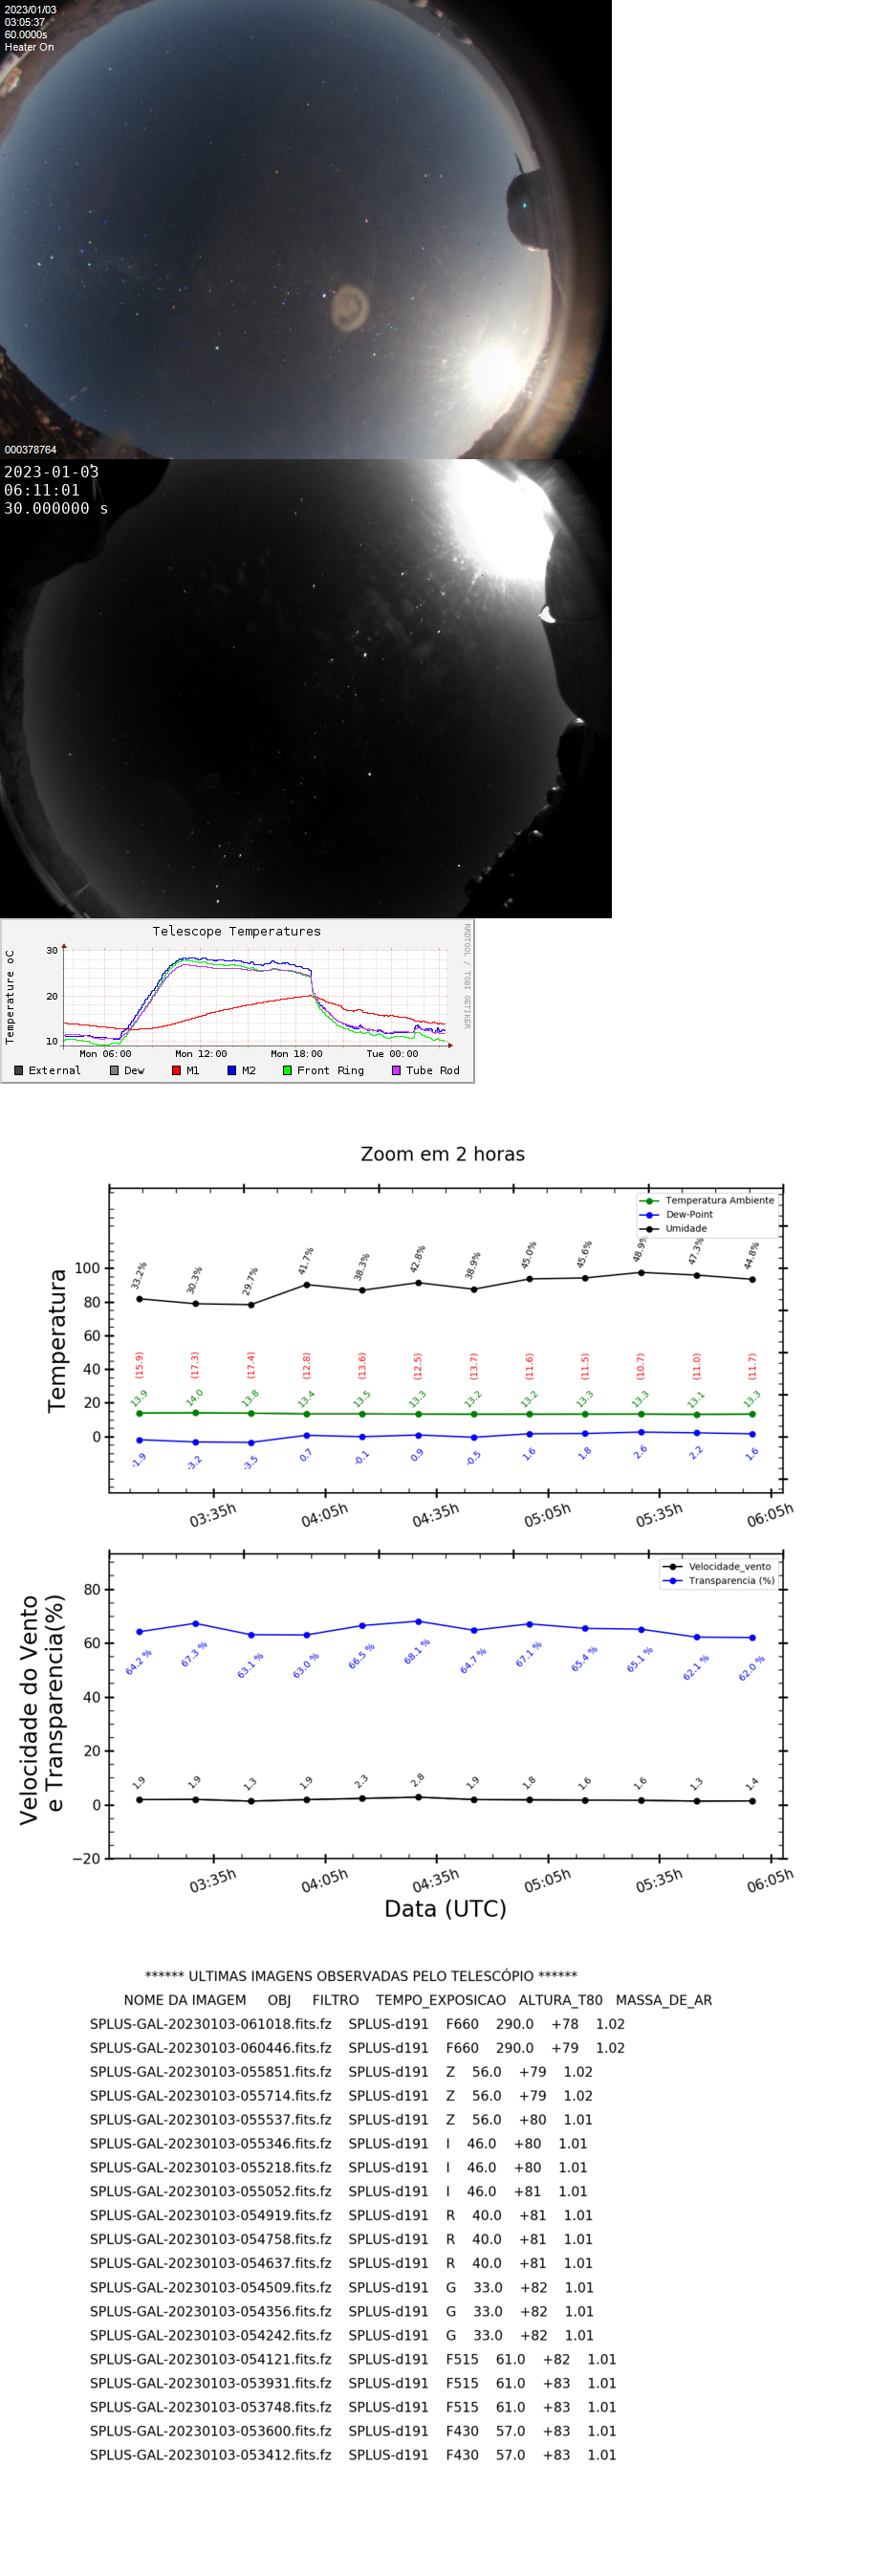 2023/01/03
03:05:37
60.0000s
Heater On
000378764
2023-01-03
06:11:01
30.000000 s
Telescope Temperatures
RRDTOOL / TOBI OETIKER
Temperature oC
30
20
10
Mon 06:00 Mon 12:00 Mon 18:00 Tue 00:00
External Dew M1 M2 Front Ring Tube Rod
Zoom em 2 horas
Temperatura Ambiente
Dew-Point
Umidade
Temperatura
100
80
60
40
20
0
33.2% 30.3% 29.7% 41.7% 38.3% 42.8% 38.9% 45.0% 45.6% 48.9% 47.3% 44.8%
(15.9) (17.3) (17.4) (12.8) (13.6) (12.5) (13.7) (11.6) (11.5) (10.7) (11.0) (11.7)
13.9 14.0 13.8 13.4 13.5 13.3 13.2 13.2 13.3 13.3 13.1 13.3
-1.9 -3.2 -3.5 0.7 -0.1 0.9 -0.5 1.6 1.8 2.6 2.2 1.6
03:35h 04:05h 04:35h 05:05h 05:35h 06:05h
Velocidade_vento
Transparencia (%)
Velocidade do Vento
e Transparencia(%)
80
60
40
20
0
−20
64.2 % 67.3 % 63.1 % 63.0 % 66.5 % 68.1 % 64.7 % 67.1 % 65.4 % 65.1 % 62.1 % 62.0 %
1.9 1.9 1.3 1.9 2.3 2.8 1.9 1.8 1.6 1.6 1.3 1.4
03:35h 04:05h 04:35h 05:05h 05:35h 06:05h
Data (UTC)
****** ULTIMAS IMAGENS OBSERVADAS PELO TELESCÓPIO ******
NOME DA IMAGEM OBJ FILTRO TEMPO_EXPOSICAO ALTURA_T80 MASSA_DE_AR
SPLUS-GAL-20230103-061018.fits.fz SPLUS-d191 F660 290.0 +78 1.02
SPLUS-GAL-20230103-060446.fits.fz SPLUS-d191 F660 290.0 +79 1.02
SPLUS-GAL-20230103-055851.fits.fz SPLUS-d191 Z 56.0 +79 1.02
SPLUS-GAL-20230103-055714.fits.fz SPLUS-d191 Z 56.0 +79 1.02
SPLUS-GAL-20230103-055537.fits.fz SPLUS-d191 Z 56.0 +80 1.01
SPLUS-GAL-20230103-055346.fits.fz SPLUS-d191 I 46.0 +80 1.01
SPLUS-GAL-20230103-055218.fits.fz SPLUS-d191 I 46.0 +80 1.01
SPLUS-GAL-20230103-055052.fits.fz SPLUS-d191 I 46.0 +81 1.01
SPLUS-GAL-20230103-054919.fits.fz SPLUS-d191 R 40.0 +81 1.01
SPLUS-GAL-20230103-054758.fits.fz SPLUS-d191 R 40.0 +81 1.01
SPLUS-GAL-20230103-054637.fits.fz SPLUS-d191 R 40.0 +81 1.01
SPLUS-GAL-20230103-054509.fits.fz SPLUS-d191 G 33.0 +82 1.01
SPLUS-GAL-20230103-054356.fits.fz SPLUS-d191 G 33.0 +82 1.01
SPLUS-GAL-20230103-054242.fits.fz SPLUS-d191 G 33.0 +82 1.01
SPLUS-GAL-20230103-054121.fits.fz SPLUS-d191 F515 61.0 +82 1.01
SPLUS-GAL-20230103-053931.fits.fz SPLUS-d191 F515 61.0 +83 1.01
SPLUS-GAL-20230103-053748.fits.fz SPLUS-d191 F515 61.0 +83 1.01
SPLUS-GAL-20230103-053600.fits.fz SPLUS-d191 F430 57.0 +83 1.01
SPLUS-GAL-20230103-053412.fits.fz SPLUS-d191 F430 57.0 +83 1.01